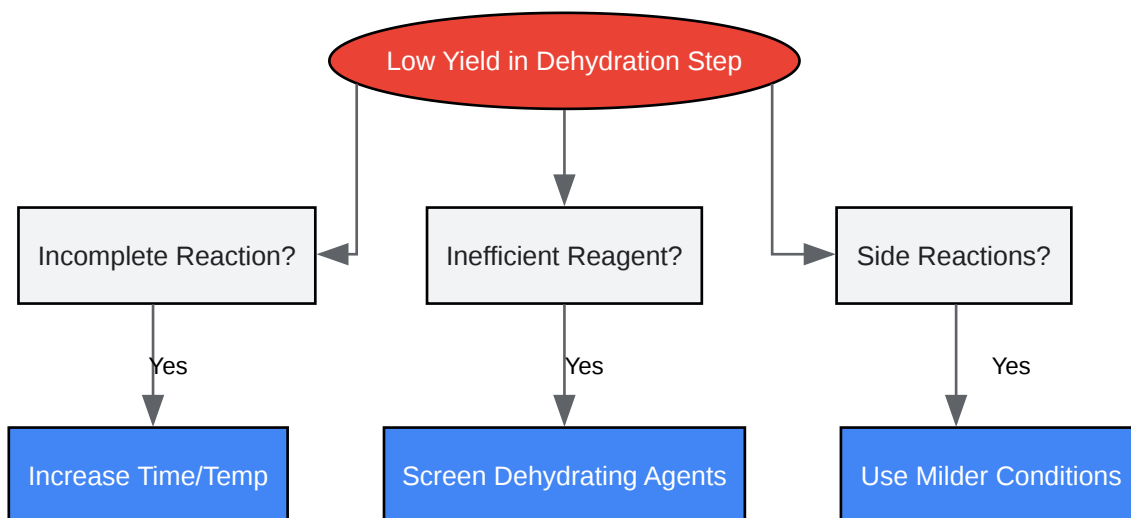 Low Yield in Dehydration Step
Incomplete Reaction?
Inefficient Reagent?
Side Reactions?
Yes
Yes
Yes
Increase Time/Temp
Screen Dehydrating Agents
Use Milder Conditions